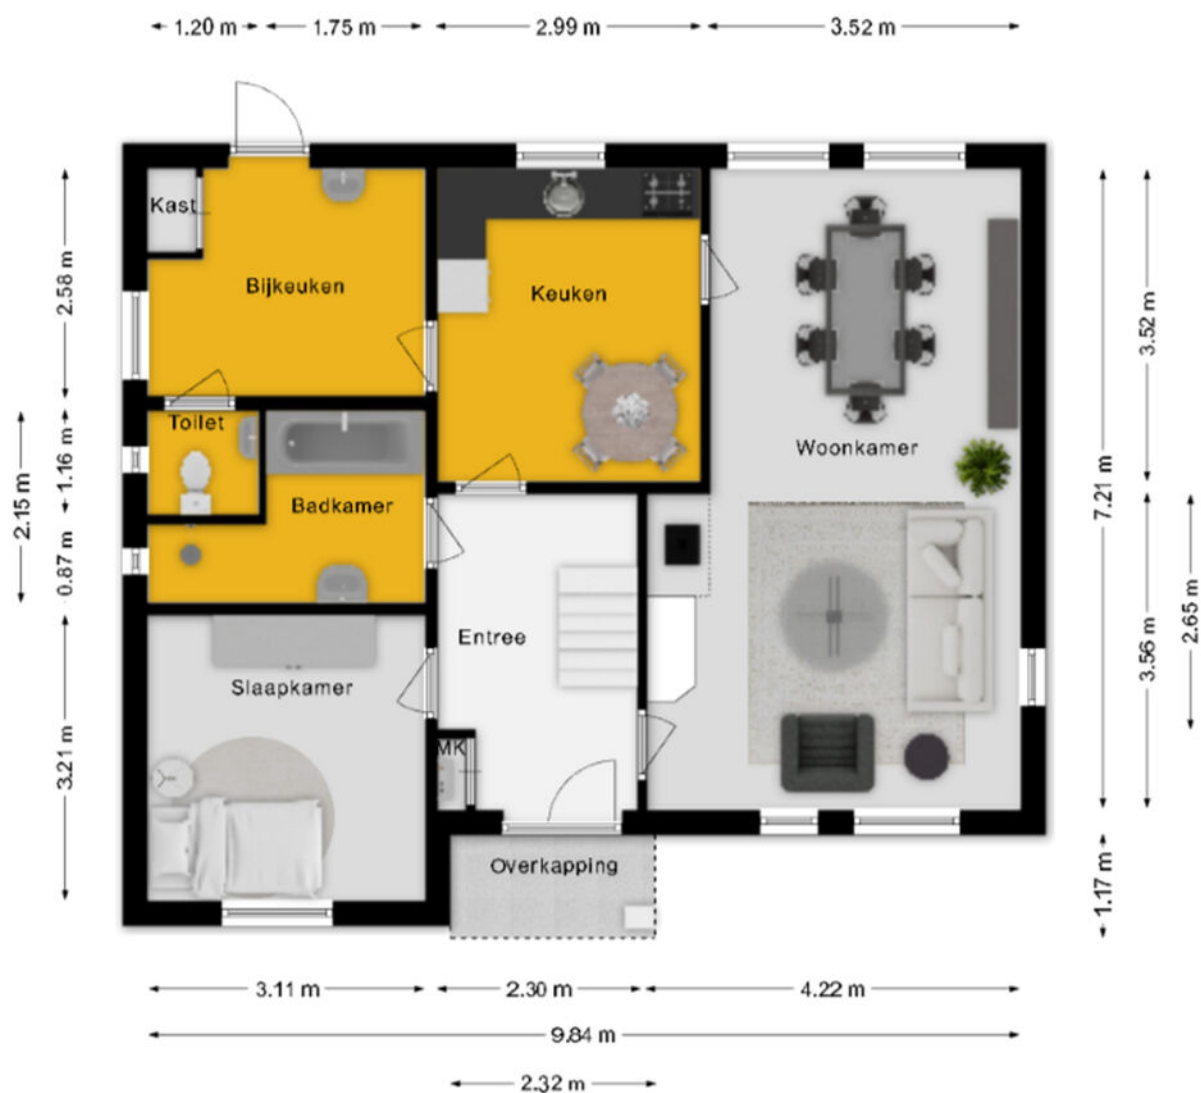 1.20 m
1.75 m
2.99 m
3.52 m
Kast
Bijkeuken
Keuken
2.58 m
3.52 m
Toilet
Woonkamer
1.16 m
7.21 m
2.15 m
Badkamer
0.87 m
2.65 m
Entree
3.56 m
Slaapkamer
3.21 m
MK
Overkapping
1.17 m
3.11 m
2.30 m
4.22 m
9.84 m
2.32 m